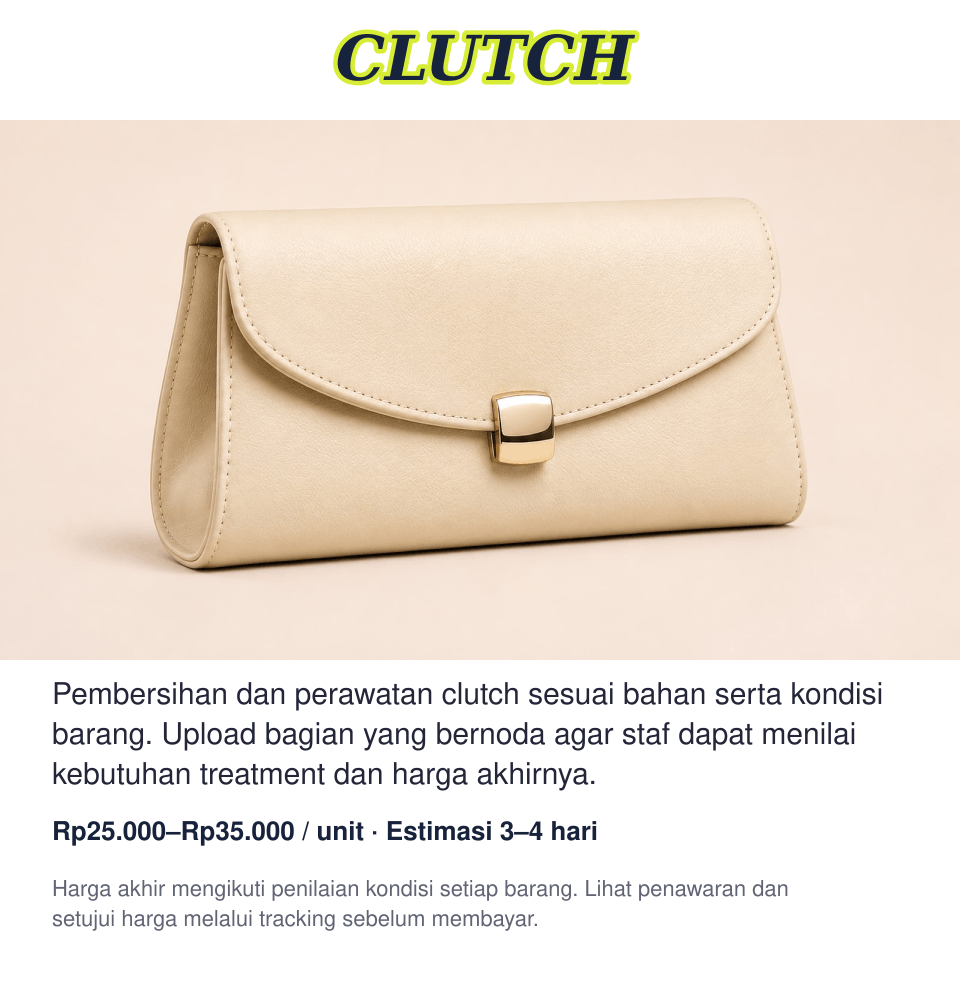 CLUTCH
Pembersihan dan perawatan clutch sesuai bahan serta kondisi
barang. Upload bagian yang bernoda agar staf dapat menilai
kebutuhan treatment dan harga akhirnya.
Rp25.000–Rp35.000 / unit · Estimasi 3–4 hari
Harga akhir mengikuti penilaian kondisi setiap barang. Lihat penawaran dan
setujui harga melalui tracking sebelum membayar.